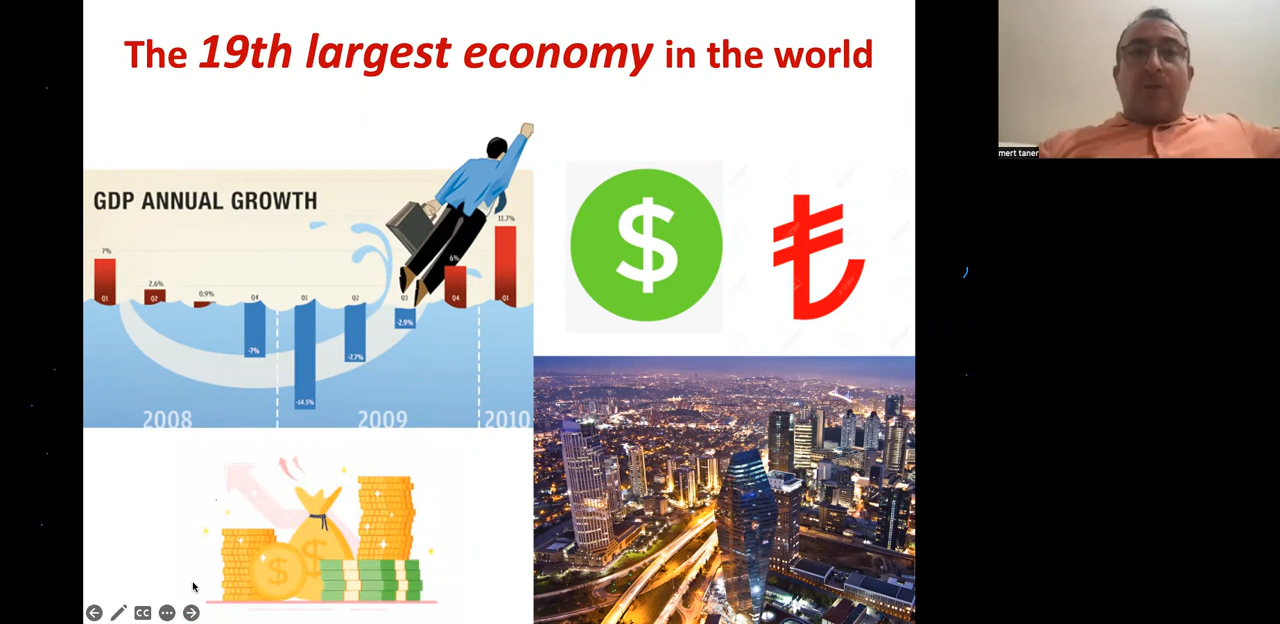 The 19th largest economy in the world
mert taner
GDP ANNUAL GROWTH
7%
2.6%
0.9%
6%
11.7%
Q1
Q2
Q4
Q1
Q2
Q3
Q4
Q1
-7%
-14.5%
-7.7%
-2.9%
2008
2009
2010
$
₺
$
$
CC